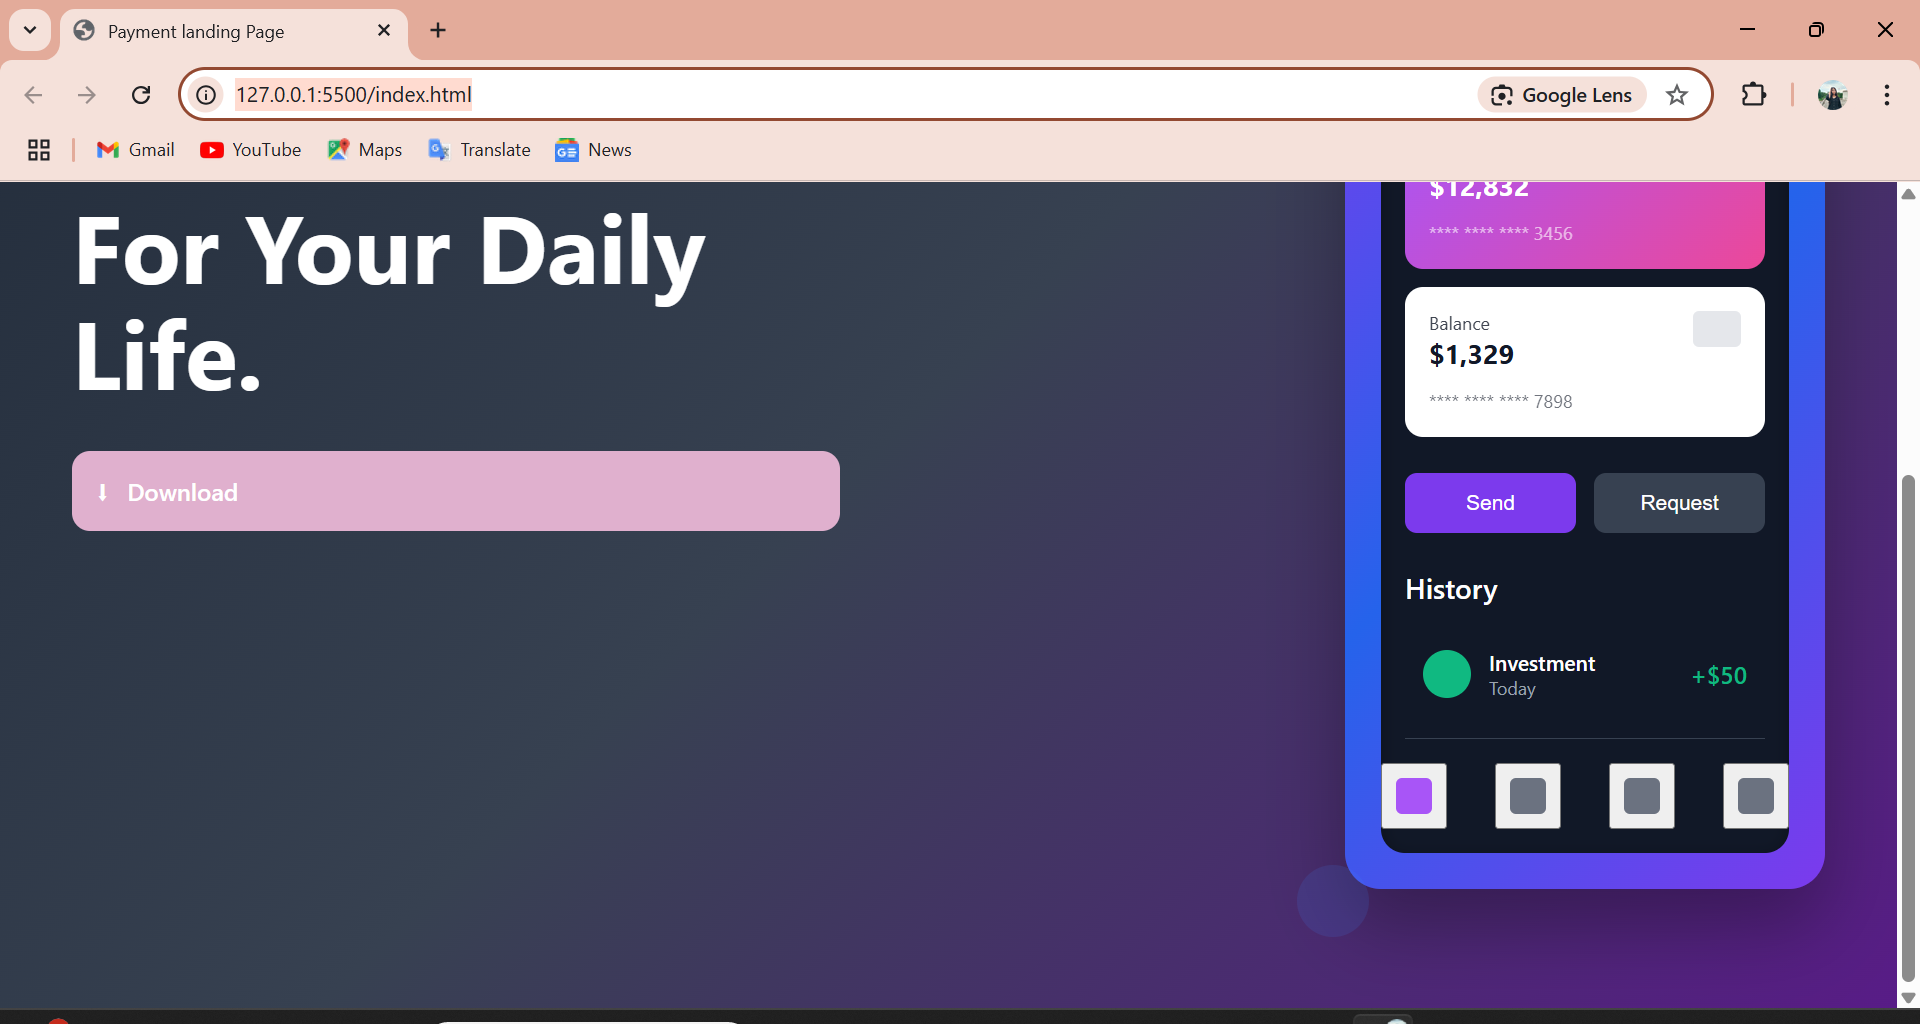 Payment landing Page
127.0.0.1:5500/index.html
Google Lens
Gmail
YouTube
Maps
Translate
News
For Your Daily
Life.
⬇ Download
$12,832
**** **** **** 3456
Balance
$1,329
**** **** **** 7898
Send
Request
History
Investment
Today
+$50